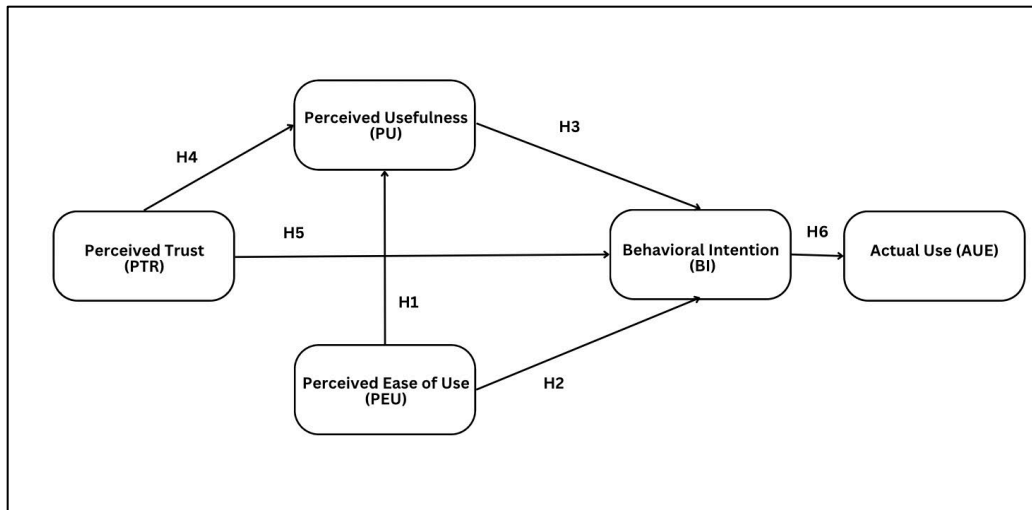 Perceived Usefulness
(PU)
H3
H4
Perceived Trust
(PTR)
H5
Behavioral Intention
(BI)
H6
Actual Use (AUE)
H1
Perceived Ease of Use
(PEU)
H2